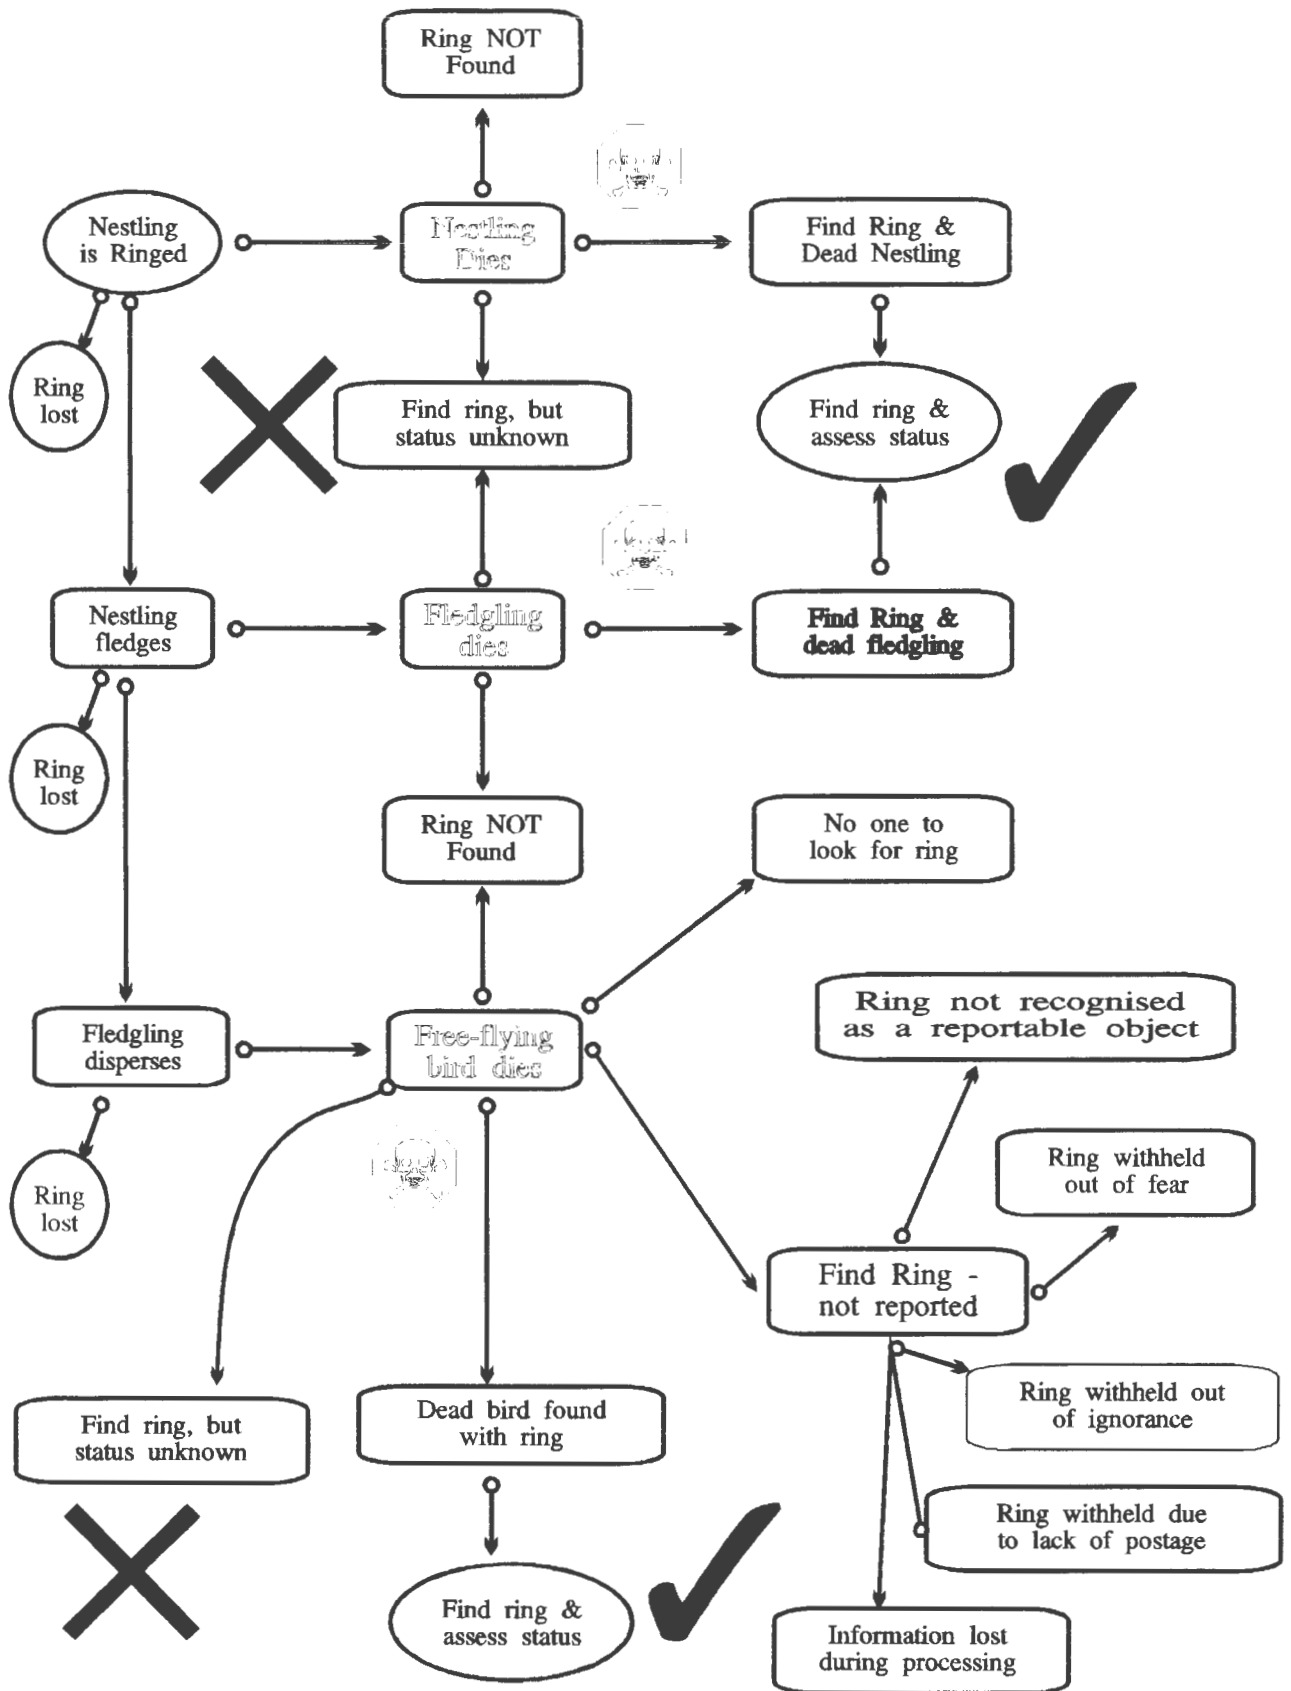 Ring NOT
Found
Nestling
is Ringed
Nestling
Dies
Find Ring &
Dead Nestling
Ring
lost
Find ring, but
status unknown
Find ring &
assess status
Nestling
fledges
Fledgling
dies
Find Ring &
dead fledgling
Ring
lost
Ring NOT
Found
No one to
look for ring
Ring not recognised
as a reportable object
Fledgling
disperses
Free-flying
bird dies
Ring withheld
out of fear
Ring
lost
Find Ring -
not reported
Ring withheld out
of ignorance
Find ring, but
status unknown
Dead bird found
with ring
Ring withheld due
to lack of postage
Find ring &
assess status
Information lost
during processing